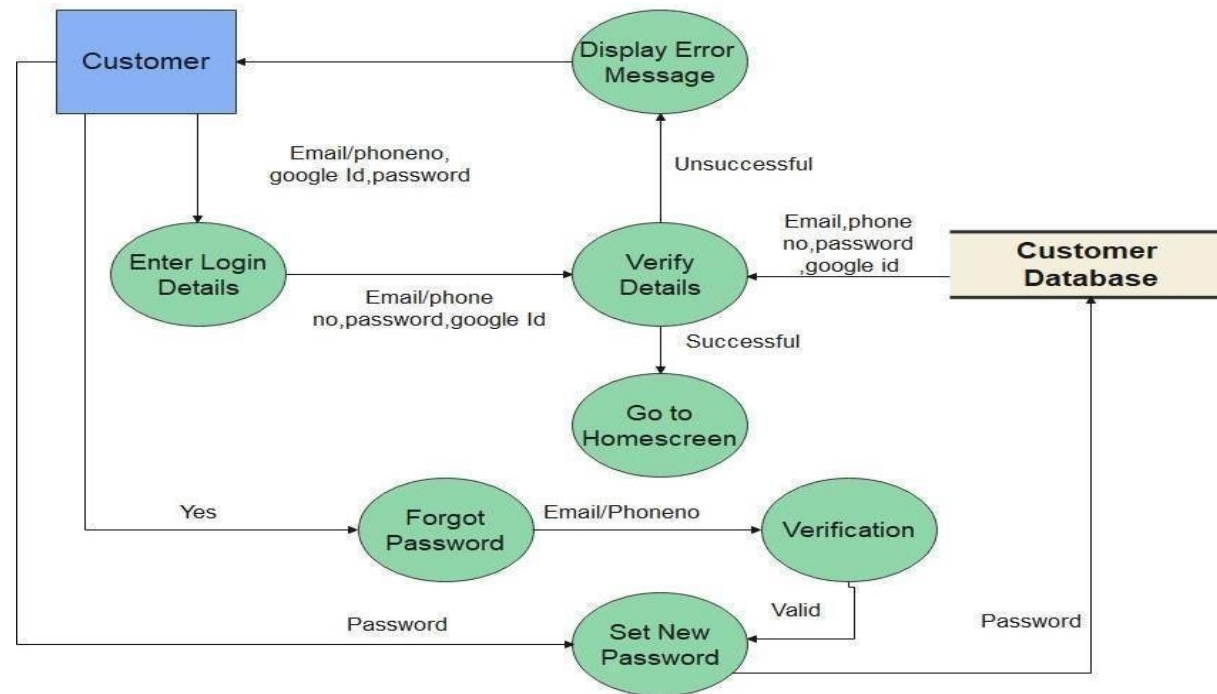 Customer
Display Error
Message
Email/phoneno,
google Id,password
Unsuccessful
Email,phone
no,password
,google id
Customer
Database
Enter Login
Details
Verify
Details
Email/phone
no,password,google Id
Successful
Go to
Homescreen
Yes
Forgot
Password
Email/Phoneno
Verification
Valid
Password
Set New
Password
Password